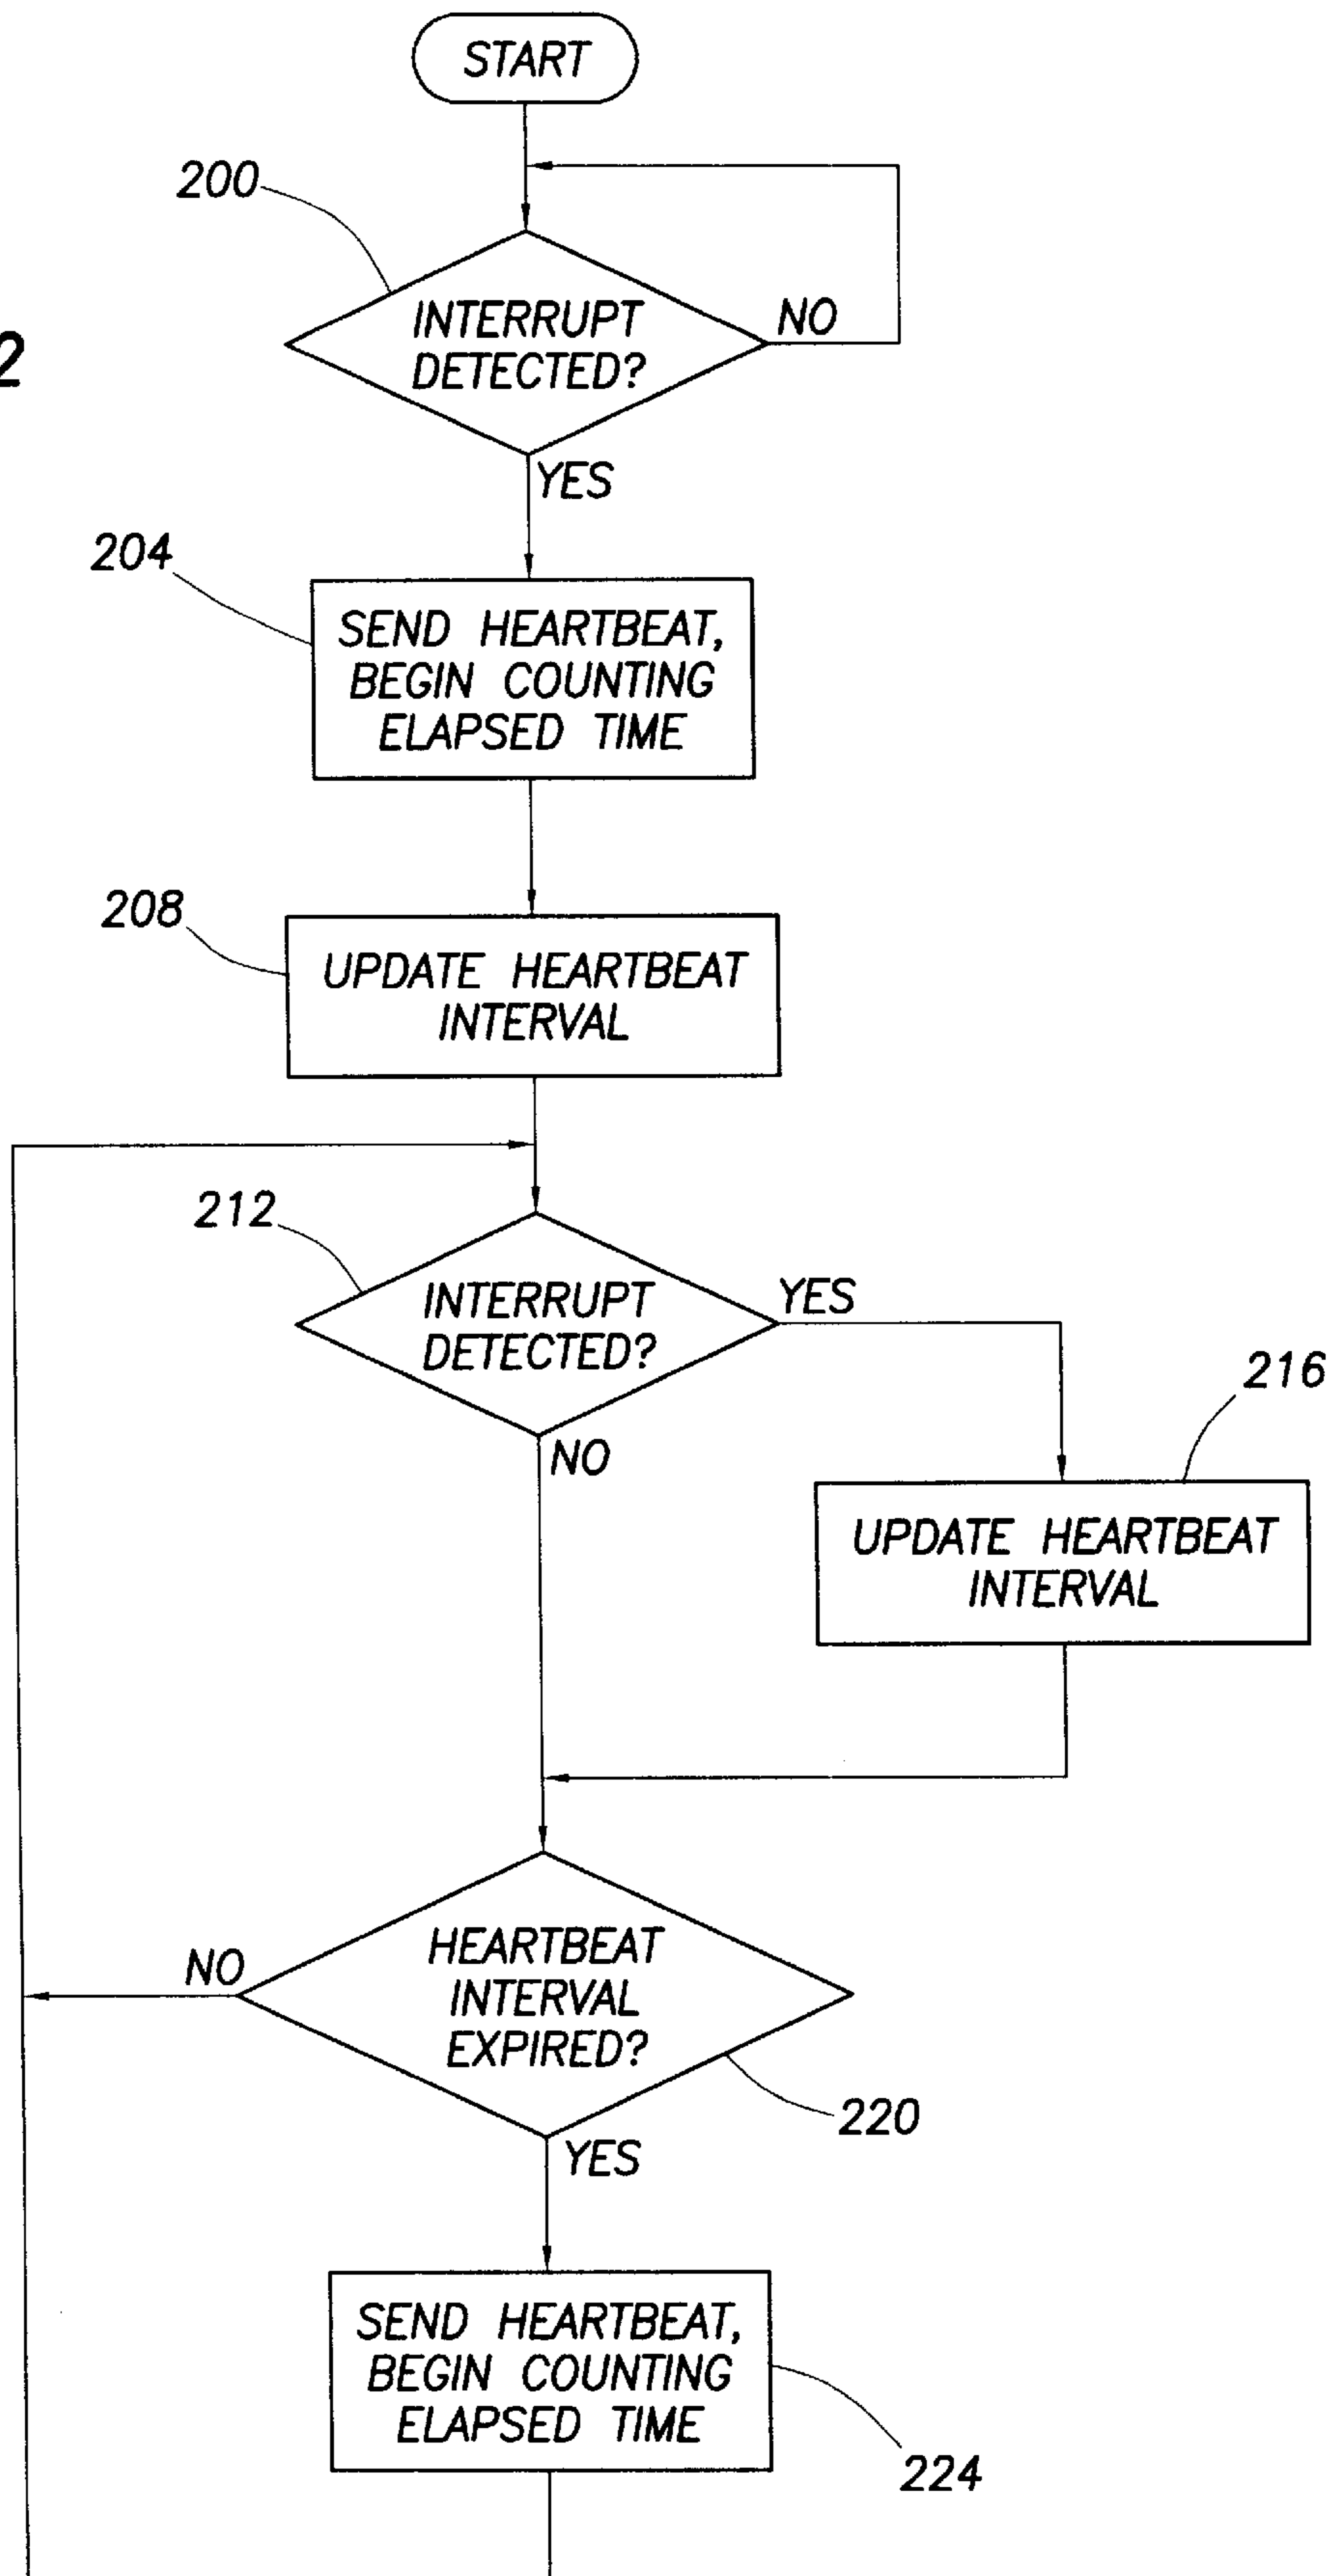 START
200
INTERRUPT
DETECTED?
NO
2
YES
204
SEND HEARTBEAT,
BEGIN COUNTING
ELAPSED TIME
208
UPDATE HEARTBEAT
INTERVAL
212
INTERRUPT
DETECTED?
YES
216
NO
UPDATE HEARTBEAT
INTERVAL
HEARTBEAT
INTERVAL
EXPIRED?
NO
220
YES
SEND HEARTBEAT,
BEGIN COUNTING
ELAPSED TIME
224